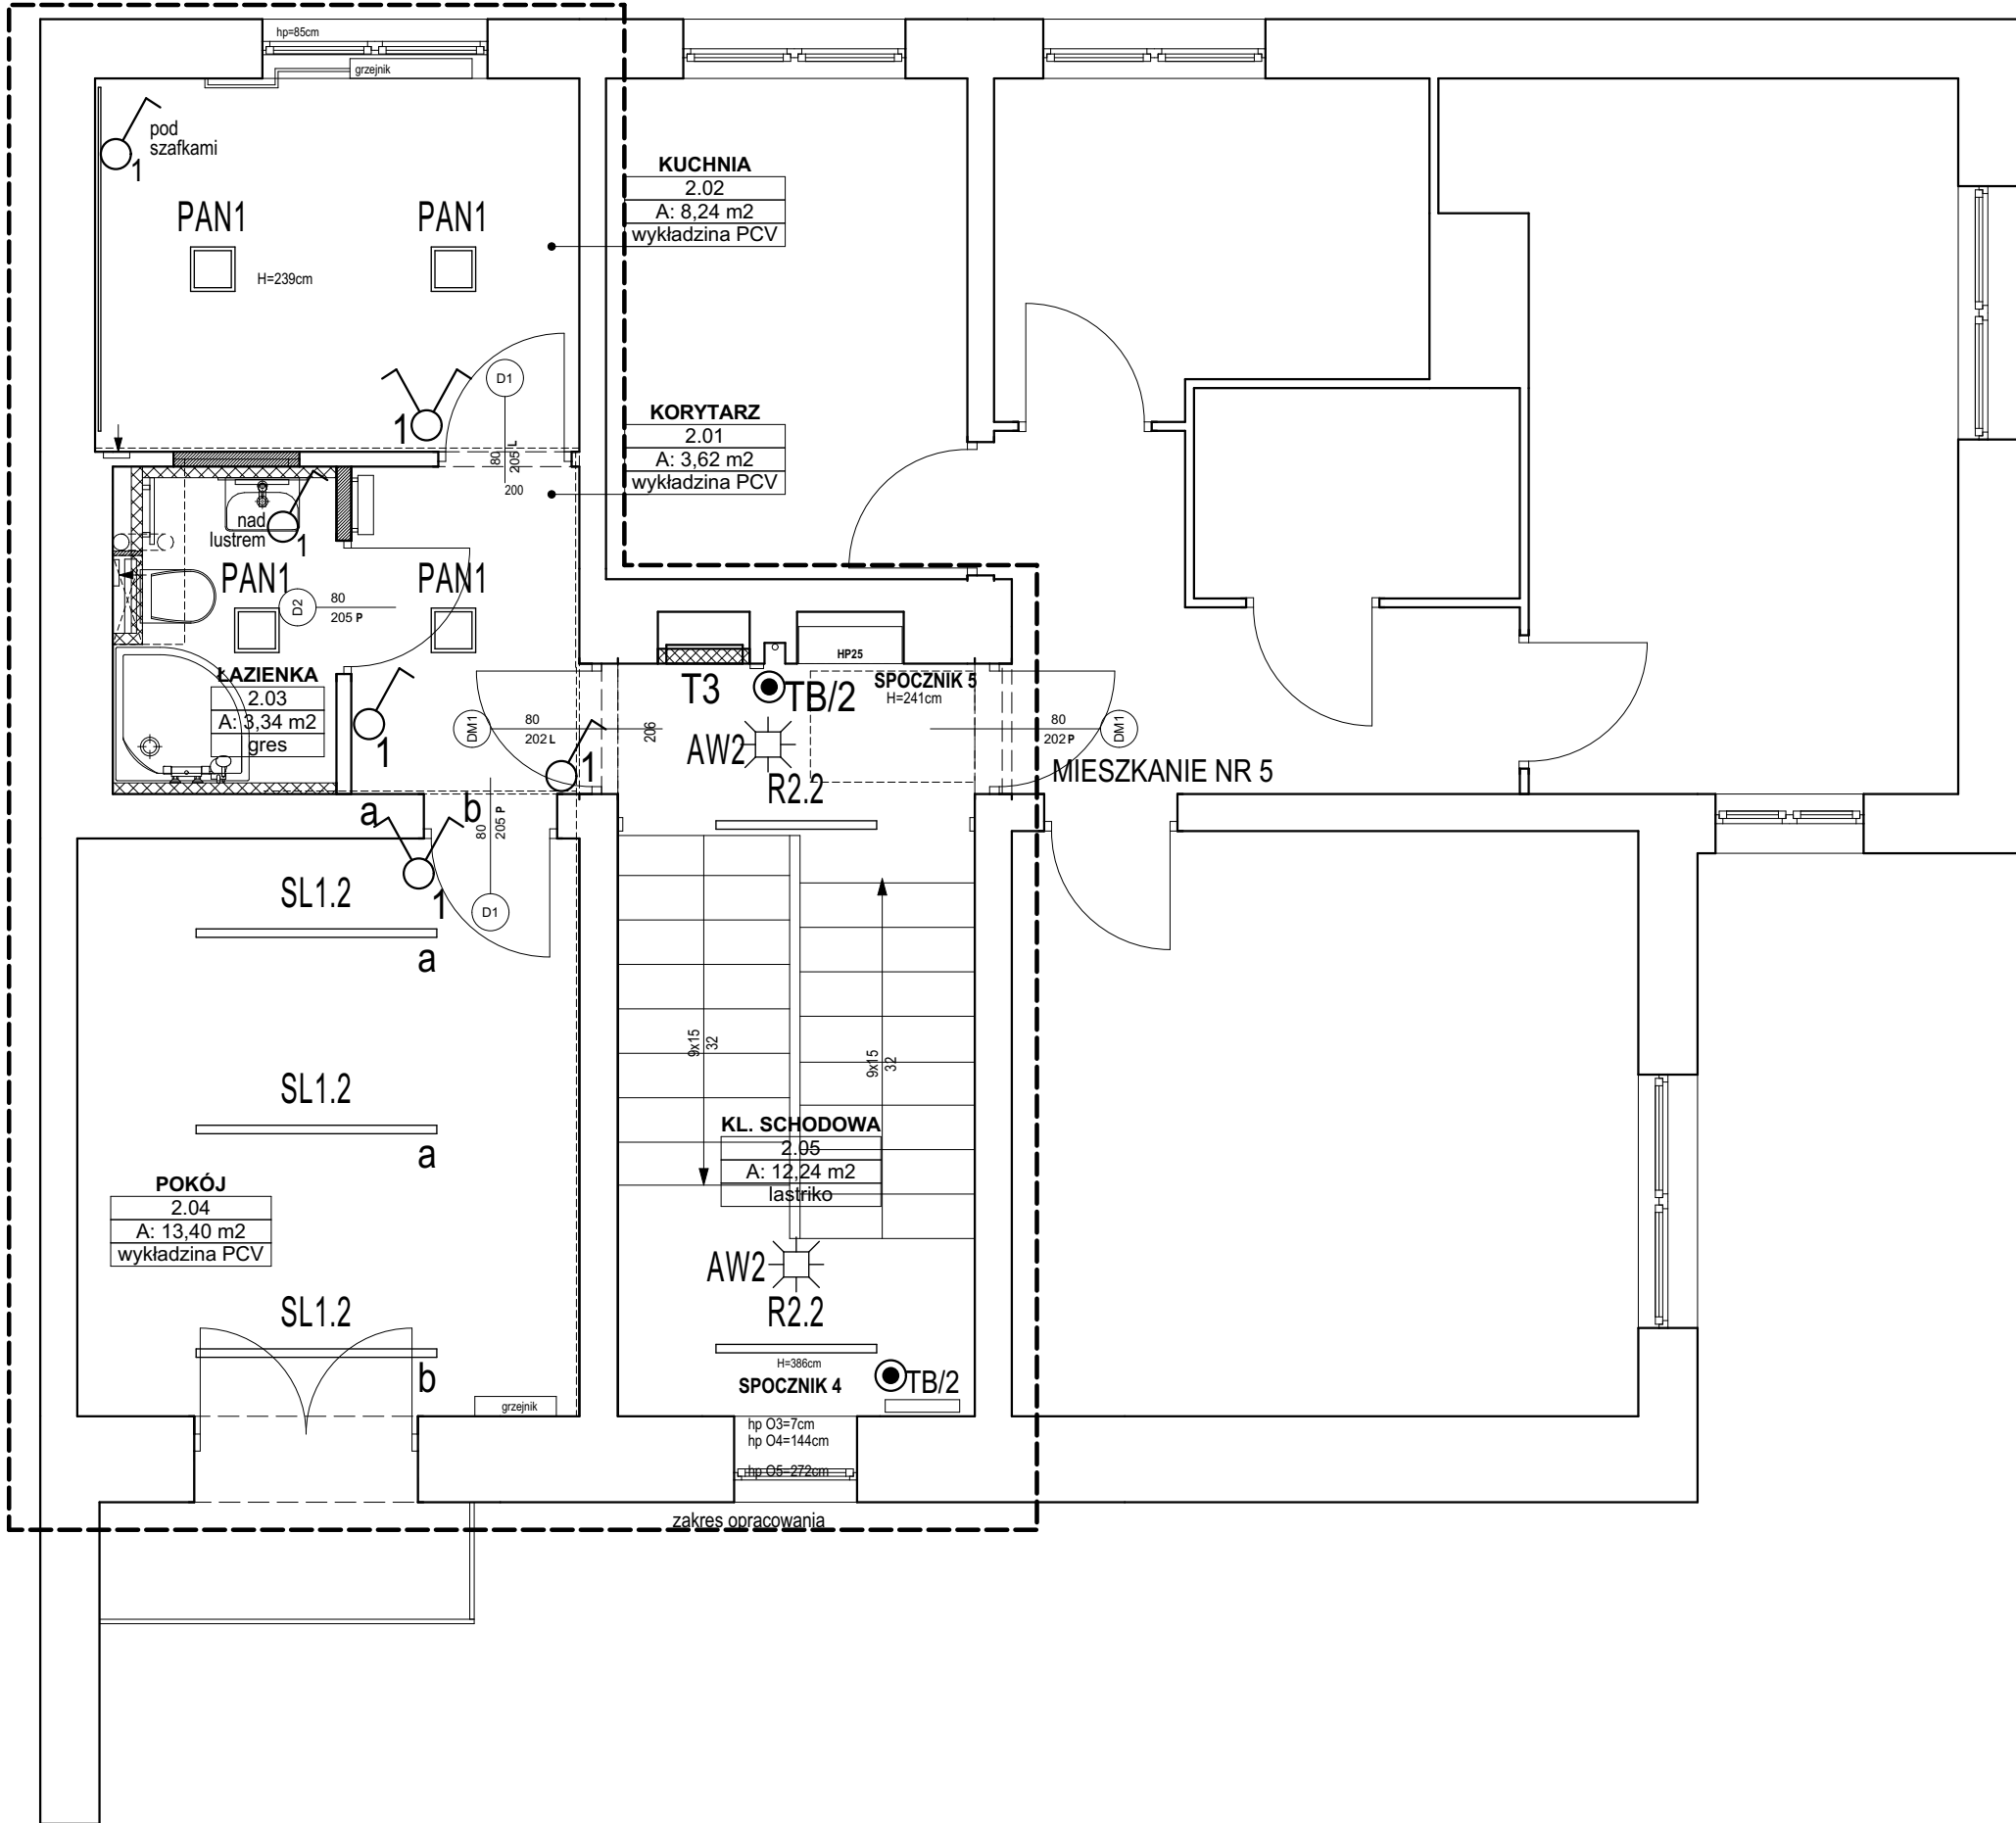 hp=85cm
grzejnik
pod
szafkami
1
PAN1
PAN1
H=239cm
KUCHNIA
2.02
A: 8,24 m2
wykładzina PCV
D1
1
80
205 L
200
KORYTARZ
2.01
A: 3,62 m2
wykładzina PCV
nad
lustrem
1
PAN1
PAN1
D2
80
205 P
ŁAZIENKA
2.03
A: 3,34 m2
gres
1
DM1
80
202 L
1
206
T3
TB/2
HP25
SPOCZNIK 5
H=241cm
AW2
R2.2
80
202 P
DM1
MIESZKANIE NR 5
a
b
1
80
205 P
D1
SL1.2
a
SL1.2
a
POKÓJ
2.04
A: 13,40 m2
wykładzina PCV
SL1.2
b
grzejnik
9x15
32
9x15
32
KL. SCHODOWA
2.05
A: 12,24 m2
lastriko
AW2
R2.2
H=386cm
SPOCZNIK 4
TB/2
hp O3=7cm
hp O4=144cm
hp O5=272cm
zakres opracowania